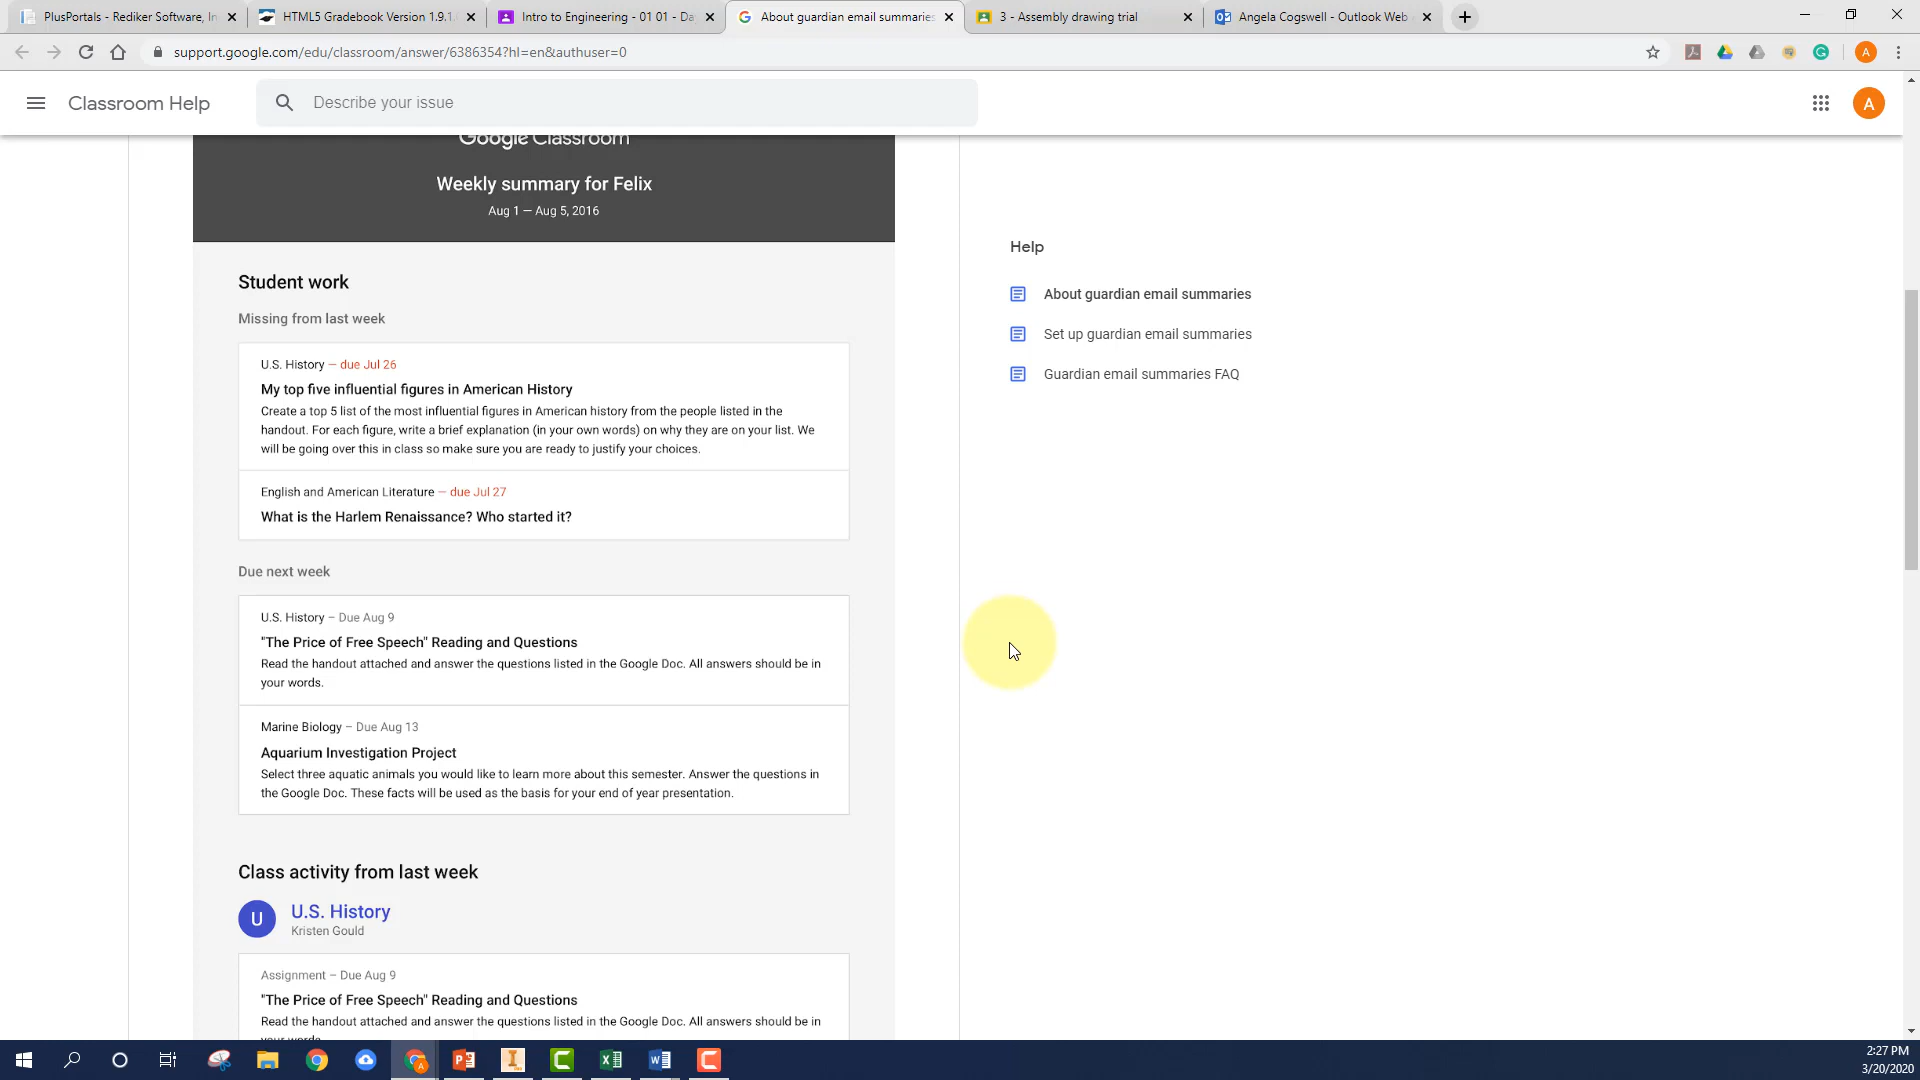 PlusPortals - Rediker Software, In
HTML5 Gradebook Version 1.9.1.
Intro to Engineering - 01 01 - Da
About guardian email summaries
3 - Assembly drawing trial
Angela Cogswell - Outlook Web
support.google.com/edu/classroom/answer/6386354?hl=en&authuser=0
A
Classroom Help
Describe your issue
A
Google Classroom
Weekly summary for Felix
Aug 1 — Aug 5, 2016
Student work
Missing from last week
U.S. History — due Jul 26
My top five influential figures in American History
Create a top 5 list of the most influential figures in American history from the people listed in the
handout. For each figure, write a brief explanation (in your own words) on why they are on your list. We
will be going over this in class so make sure you are ready to justify your choices.
English and American Literature — due Jul 27
What is the Harlem Renaissance? Who started it?
Due next week
U.S. History – Due Aug 9
"The Price of Free Speech" Reading and Questions
Read the handout attached and answer the questions listed in the Google Doc. All answers should be in
your words.
Marine Biology – Due Aug 13
Aquarium Investigation Project
Select three aquatic animals you would like to learn more about this semester. Answer the questions in
the Google Doc. These facts will be used as the basis for your end of year presentation.
Class activity from last week
U
U.S. History
Kristen Gould
Assignment – Due Aug 9
"The Price of Free Speech" Reading and Questions
Read the handout attached and answer the questions listed in the Google Doc. All answers should be in
your words.
Help
About guardian email summaries
Set up guardian email summaries
Guardian email summaries FAQ
2:27 PM
3/20/2020